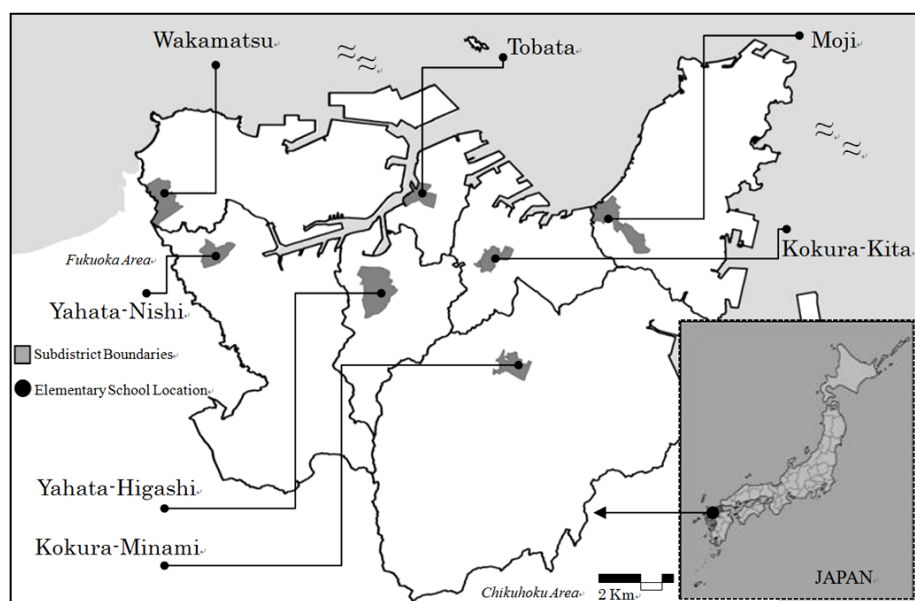 Wakamatsu
Tobata
Moji
Kokura-Kita
Fukuoka Area
Yahata-Nishi
Subdistrict Boundaries
Elementary School Location
Yahata-Higashi
Kokura-Minami
Chikuhoku Area
2 Km
JAPAN